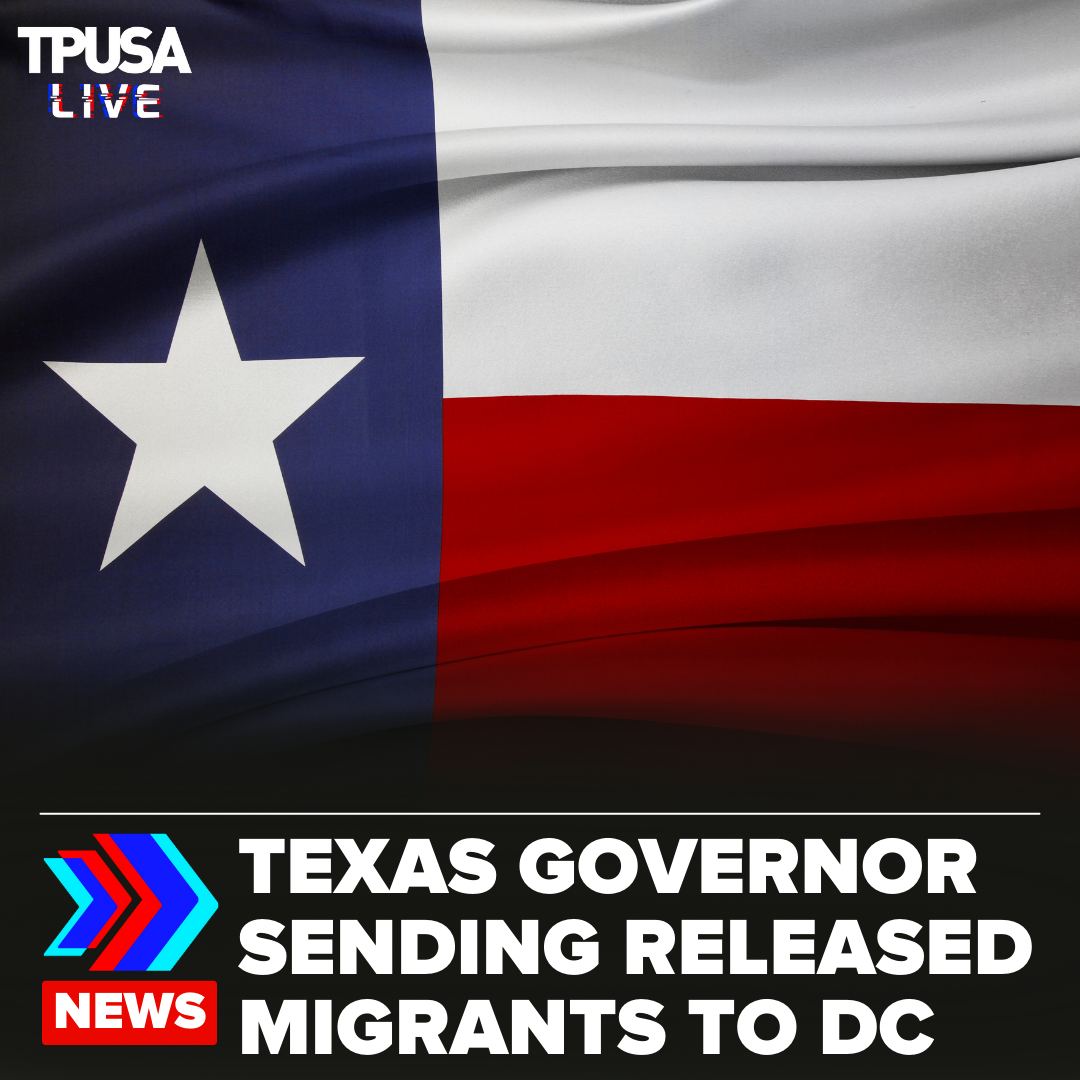 TPUSA
LIVE
TEXAS GOVERNOR
SENDING RELEASED
MIGRANTS TO DC
NEWS